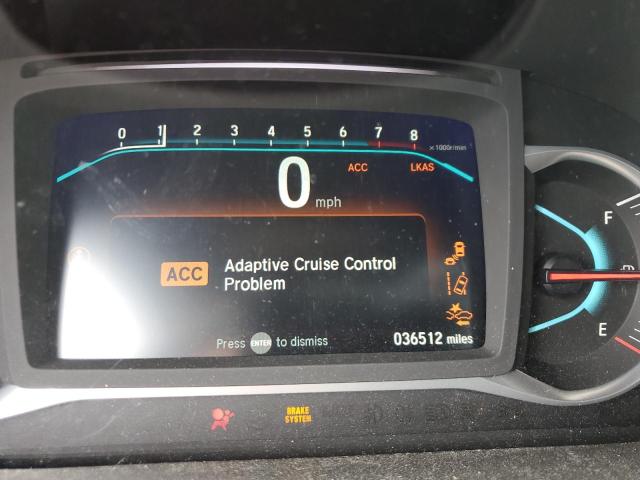 0 1 2 3 4 5 6 7 8
×1000r/min
ACC LKAS
0 mph
F
ACC Adaptive Cruise Control
Problem
E
Press ENTER to dismiss
036512 miles
BRAKE
SYSTEM